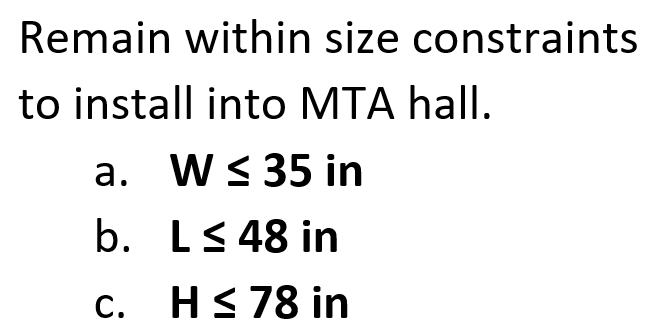 Remain within size constraints
to install into MTA hall.
a. W ≤ 35 in
b. L ≤ 48 in
c. H ≤ 78 in